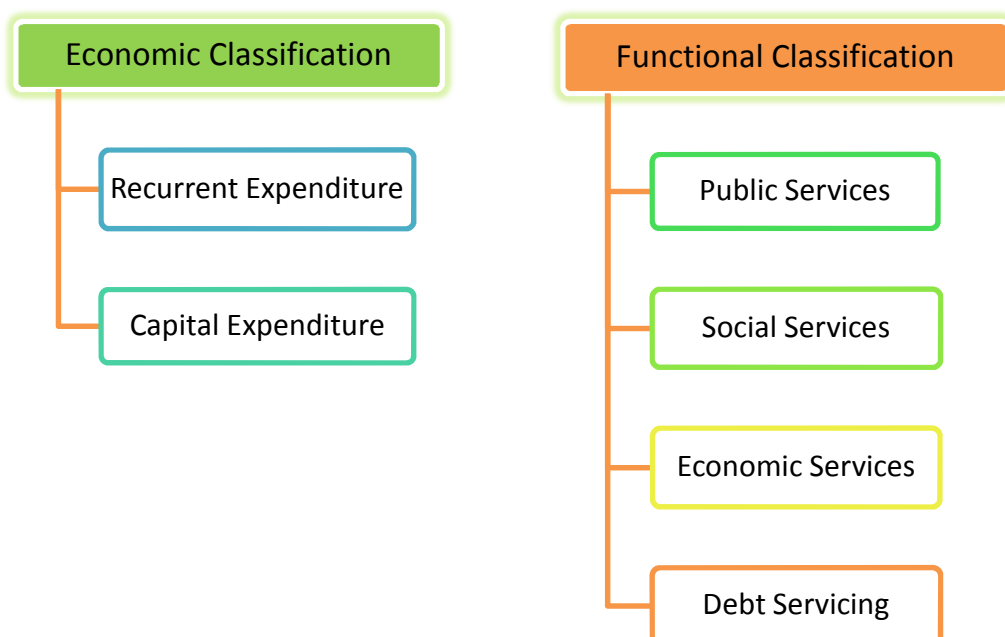 Economic Classification
Recurrent Expenditure
Capital Expenditure
Functional Classification
Public Services
Social Services
Economic Services
Debt Servicing